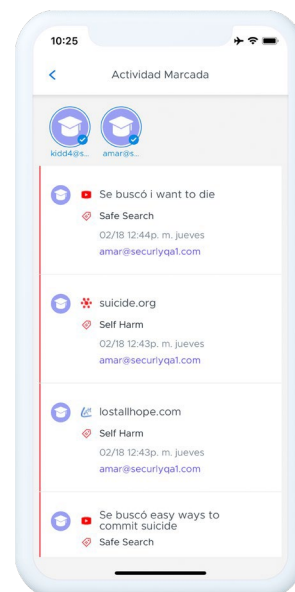 10:25
Actividad Marcada
kidd4@s...
amar@s...
Se buscó i want to die
Safe Search
02/18 12:44p. m. jueves
amar@securlyqa1.com
suicide.org
Self Harm
02/18 12:43p. m. jueves
amar@securlyqa1.com
lostallhope.com
Self Harm
02/18 12:43p. m. jueves
amar@securlyqa1.com
Se buscó easy ways to
commit suicide
Safe Search